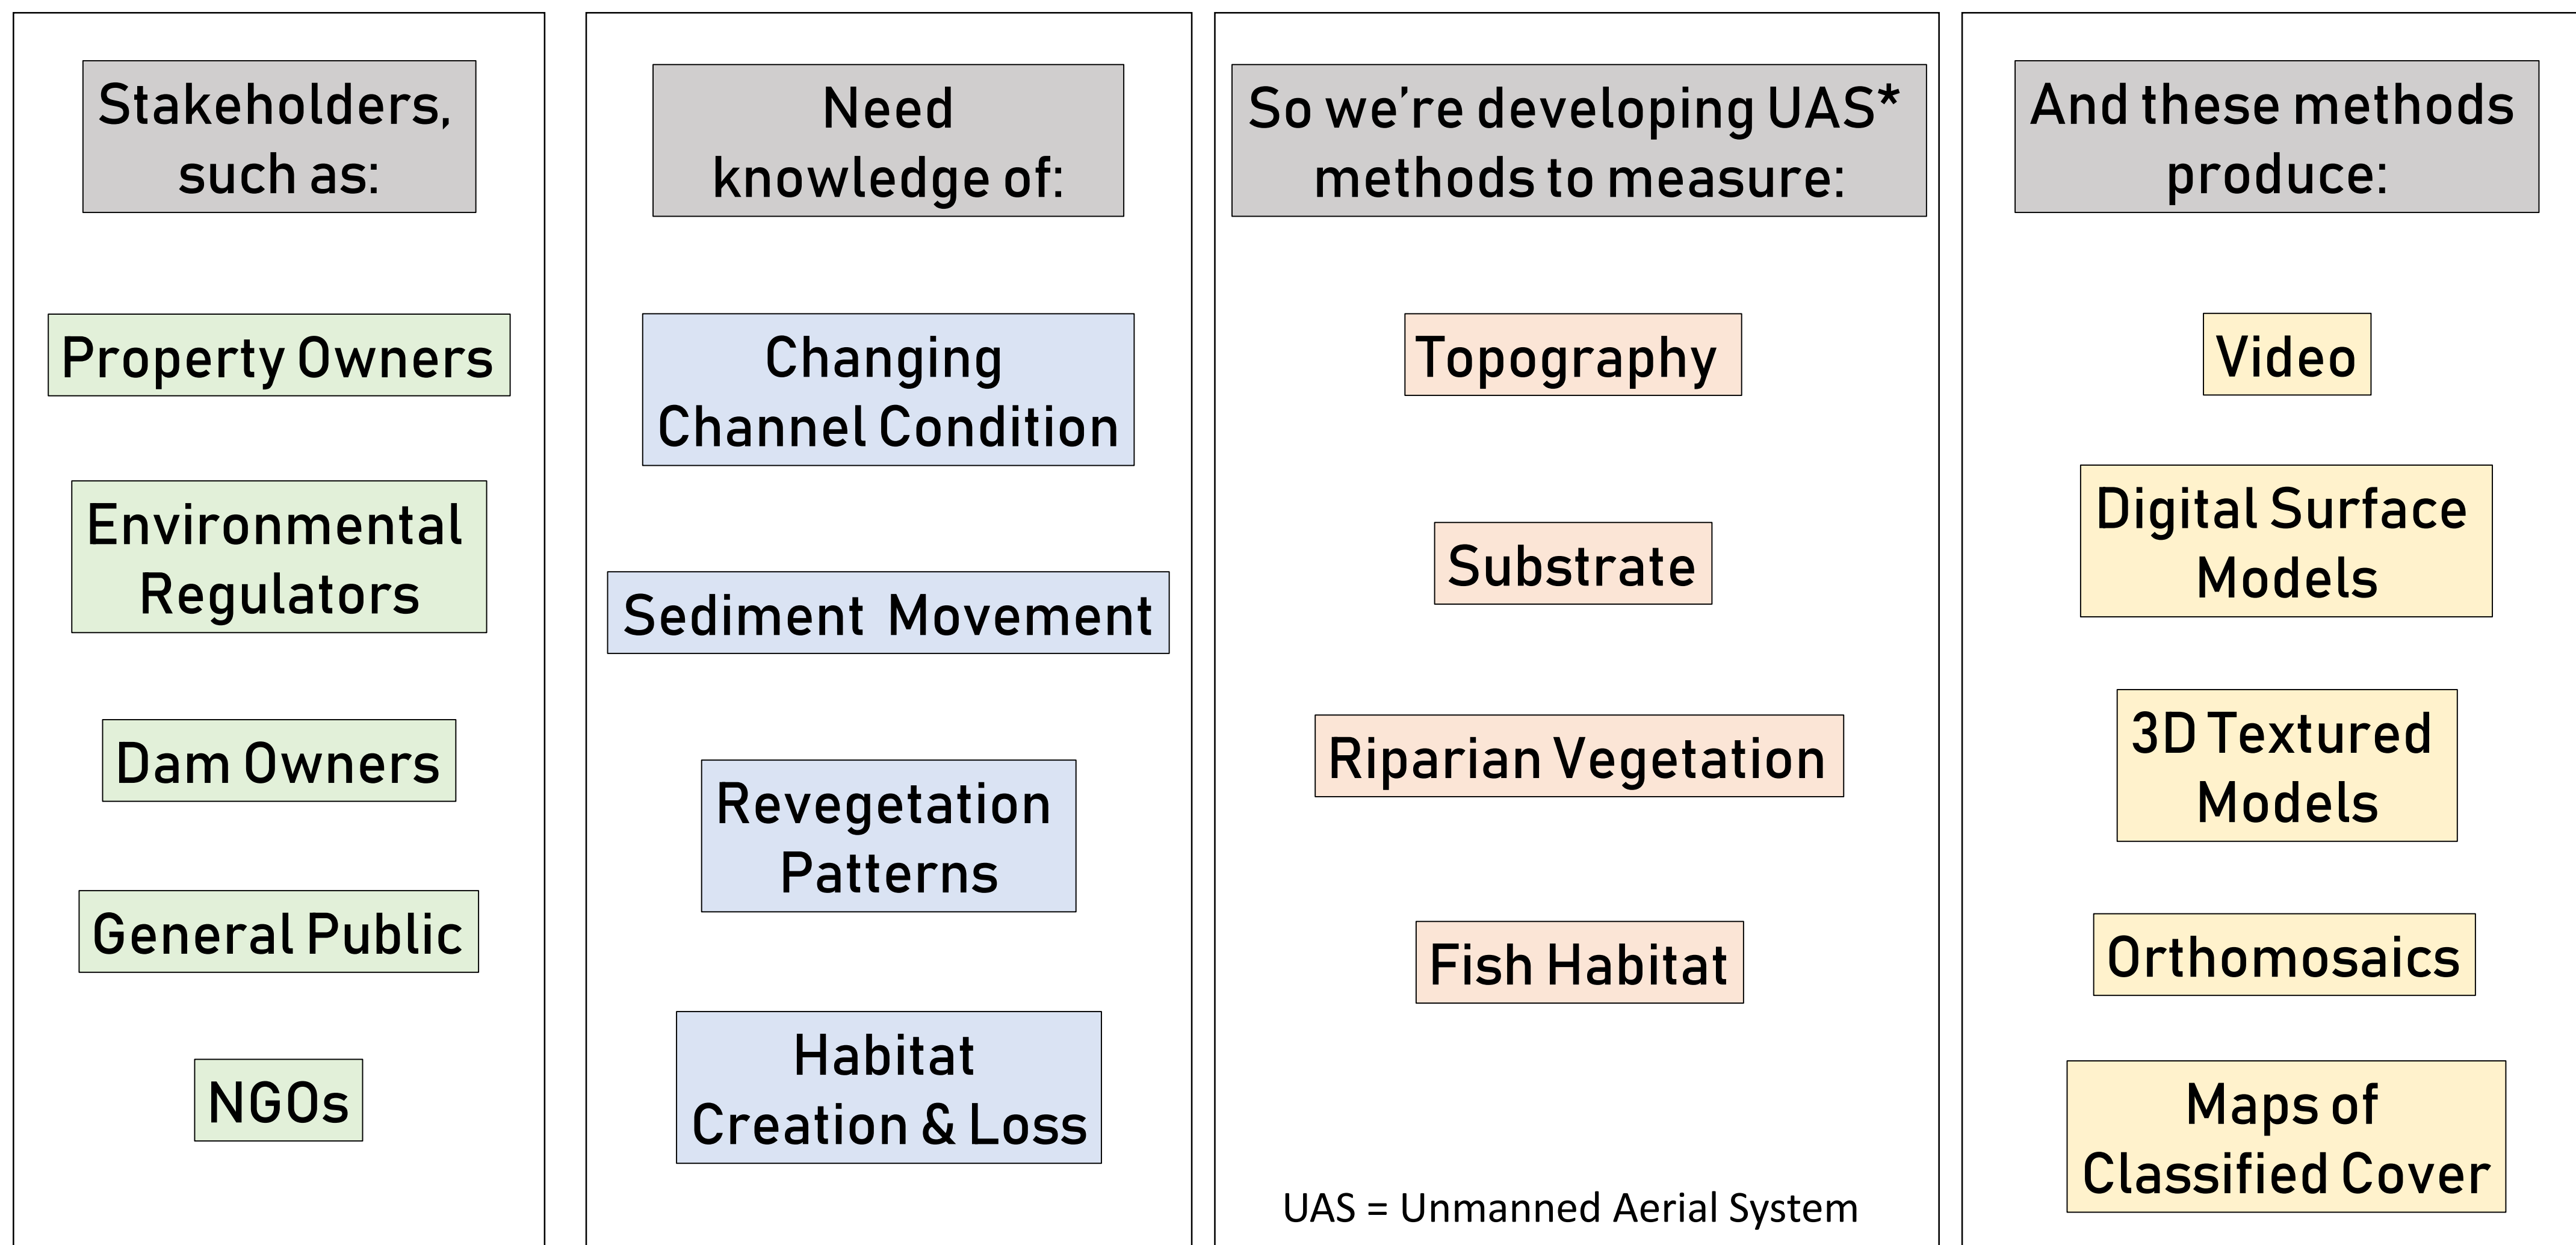 Stakeholders,
such as:
Property Owners
Environmental
Regulators
Dam Owners
General Public
NGOs
Need
knowledge of:
Changing
Channel Condition
Sediment Movement
Revegetation
Patterns
Habitat
Creation & Loss
So we're developing UAS*
methods to measure:
Topography
Substrate
Riparian Vegetation
Fish Habitat
UAS = Unmanned Aerial System
And these methods
produce:
Video
Digital Surface
Models
3D Textured
Models
Orthomosaics
Maps of
Classified Cover